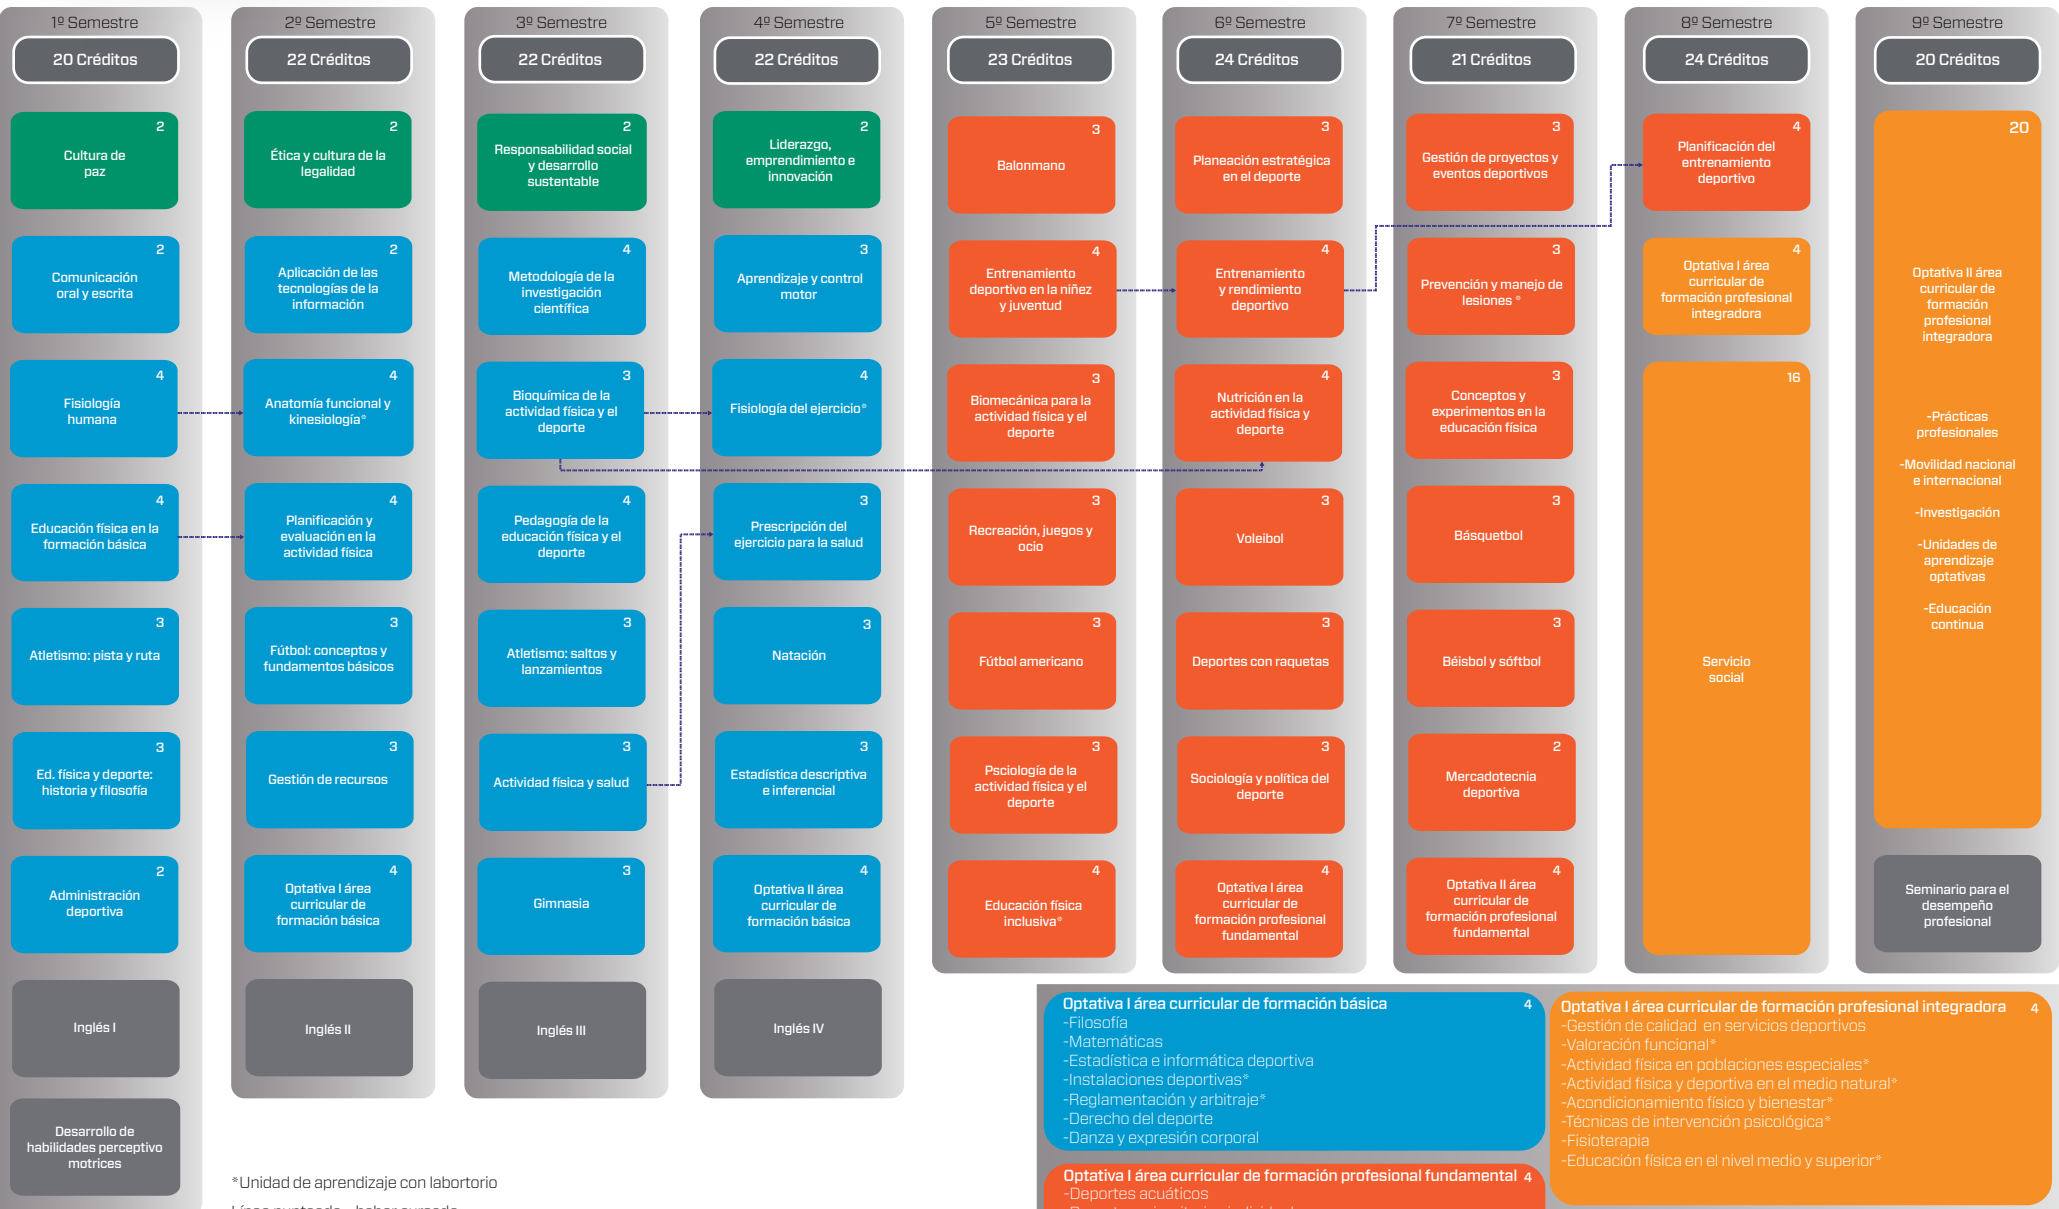 1º Semestre
20 Créditos
2
Cultura de
paz
2
Comunicación
oral y escrita
4
Fisiología
humana
4
Educación física en la
formación básica
3
Atletismo: pista y ruta
3
Ed. física y deporte:
historia y filosofía
2
Administración
deportiva
Inglés I
Desarrollo de
habilidades perceptivo
motrices
2º Semestre
22 Créditos
2
Ética y cultura de la
legalidad
2
Aplicación de las
tecnologías de la
información
4
Anatomía funcional y
kinesiología*
4
Planificación y
evaluación en la
actividad física
3
Fútbol: conceptos y
fundamentos básicos
3
Gestión de recursos
4
Optativa I área
curricular de
formación básica
Inglés II
3º Semestre
22 Créditos
2
Responsabilidad social
y desarrollo
sustentable
4
Metodología de la
investigación
científica
3
Bioquímica de la
actividad física y el
deporte
4
Pedagogía de la
educación física y el
deporte
3
Atletismo: saltos y
lanzamientos
3
Actividad física y salud
3
Gimnasia
Inglés III
4º Semestre
22 Créditos
2
Liderazgo,
emprendimiento e
innovación
3
Aprendizaje y control
motor
4
Fisiología del ejercicio*
3
Prescripción del
ejercicio para la salud
3
Natación
3
Estadística descriptiva
e inferencial
4
Optativa II área
curricular de
formación básica
Inglés IV
5º Semestre
23 Créditos
3
Balonmano
4
Entrenamiento
deportivo en la niñez
y juventud
3
Biomecánica para la
actividad física y el
deporte
3
Recreación, juegos y
ocio
3
Fútbol americano
3
Psciología de la
actividad física y el
deporte
4
Educación física
inclusiva*
6º Semestre
24 Créditos
3
Planeación estratégica
en el deporte
4
Entrenamiento
y rendimiento
deportivo
4
Nutrición en la
actividad física y
deporte
3
Voleibol
3
Deportes con raquetas
3
Sociología y política del
deporte
4
Optativa I área
curricular de
formación profesional
fundamental
7º Semestre
21 Créditos
3
Gestión de proyectos y
eventos deportivos
3
Prevención y manejo de
lesiones *
3
Conceptos y
experimentos en la
educación física
3
Básquetbol
3
Béisbol y sóftbol
2
Mercadotecnia
deportiva
4
Optativa II área
curricular de
formación profesional
fundamental
8º Semestre
24 Créditos
4
Planificación del
entrenamiento
deportivo
4
Optativa I área
curricular de
formación profesional
integradora
16
Servicio
social
9º Semestre
20 Créditos
20
Optativa II área
curricular de
formación
profesional
integradora
-Prácticas
profesionales
-Movilidad nacional
e internacional
-Investigación
-Unidades de
aprendizaje
optativas
-Educación
continua
Seminario para el
desempeño
profesional
*Unidad de aprendizaje con labortorio
Optativa I área curricular de formación básica 4
-Filosofía
-Matemáticas
-Estadística e informática deportiva
-Instalaciones deportivas*
-Reglamentación y arbitraje*
-Derecho del deporte
-Danza y expresión corporal
Optativa I área curricular de formación profesional fundamental 4
-Deportes acuáticos
Optativa I área curricular de formación profesional integradora 4
-Gestión de calidad en servicios deportivos
-Valoración funcional*
-Actividad física en poblaciones especiales*
-Actividad física y deportiva en el medio natural*
-Acondicionamiento físico y bienestar*
-Técnicas de intervención psicológica*
-Fisioterapia
-Educación física en el nivel medio y superior*